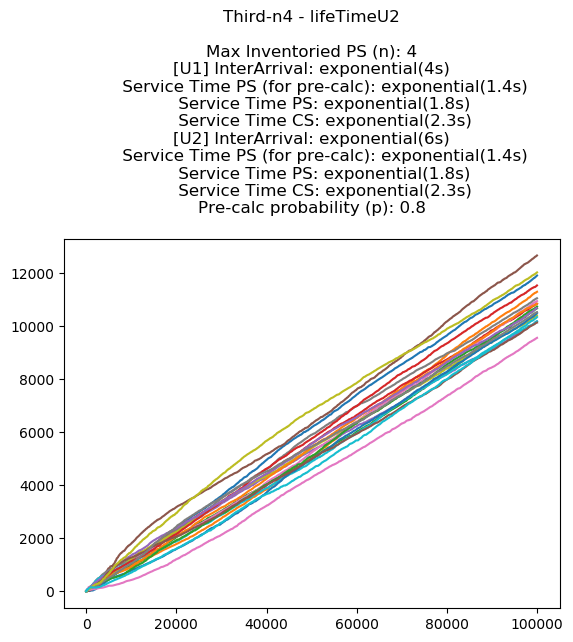 Third-n4 - lifeTimeU2
Max Inventoried PS (n): 4
[U1] InterArrival: exponential(4s)
Service Time PS (for pre-calc): exponential(1.4s)
Service Time PS: exponential(1.8s)
Service Time CS: exponential(2.3s)
[U2] InterArrival: exponential(6s)
Service Time PS (for pre-calc): exponential(1.4s)
Service Time PS: exponential(1.8s)
Service Time CS: exponential(2.3s)
Pre-calc probability (p): 0.8
12000
10000
8000
6000
4000
2000
0
0 20000 40000 60000 80000 100000